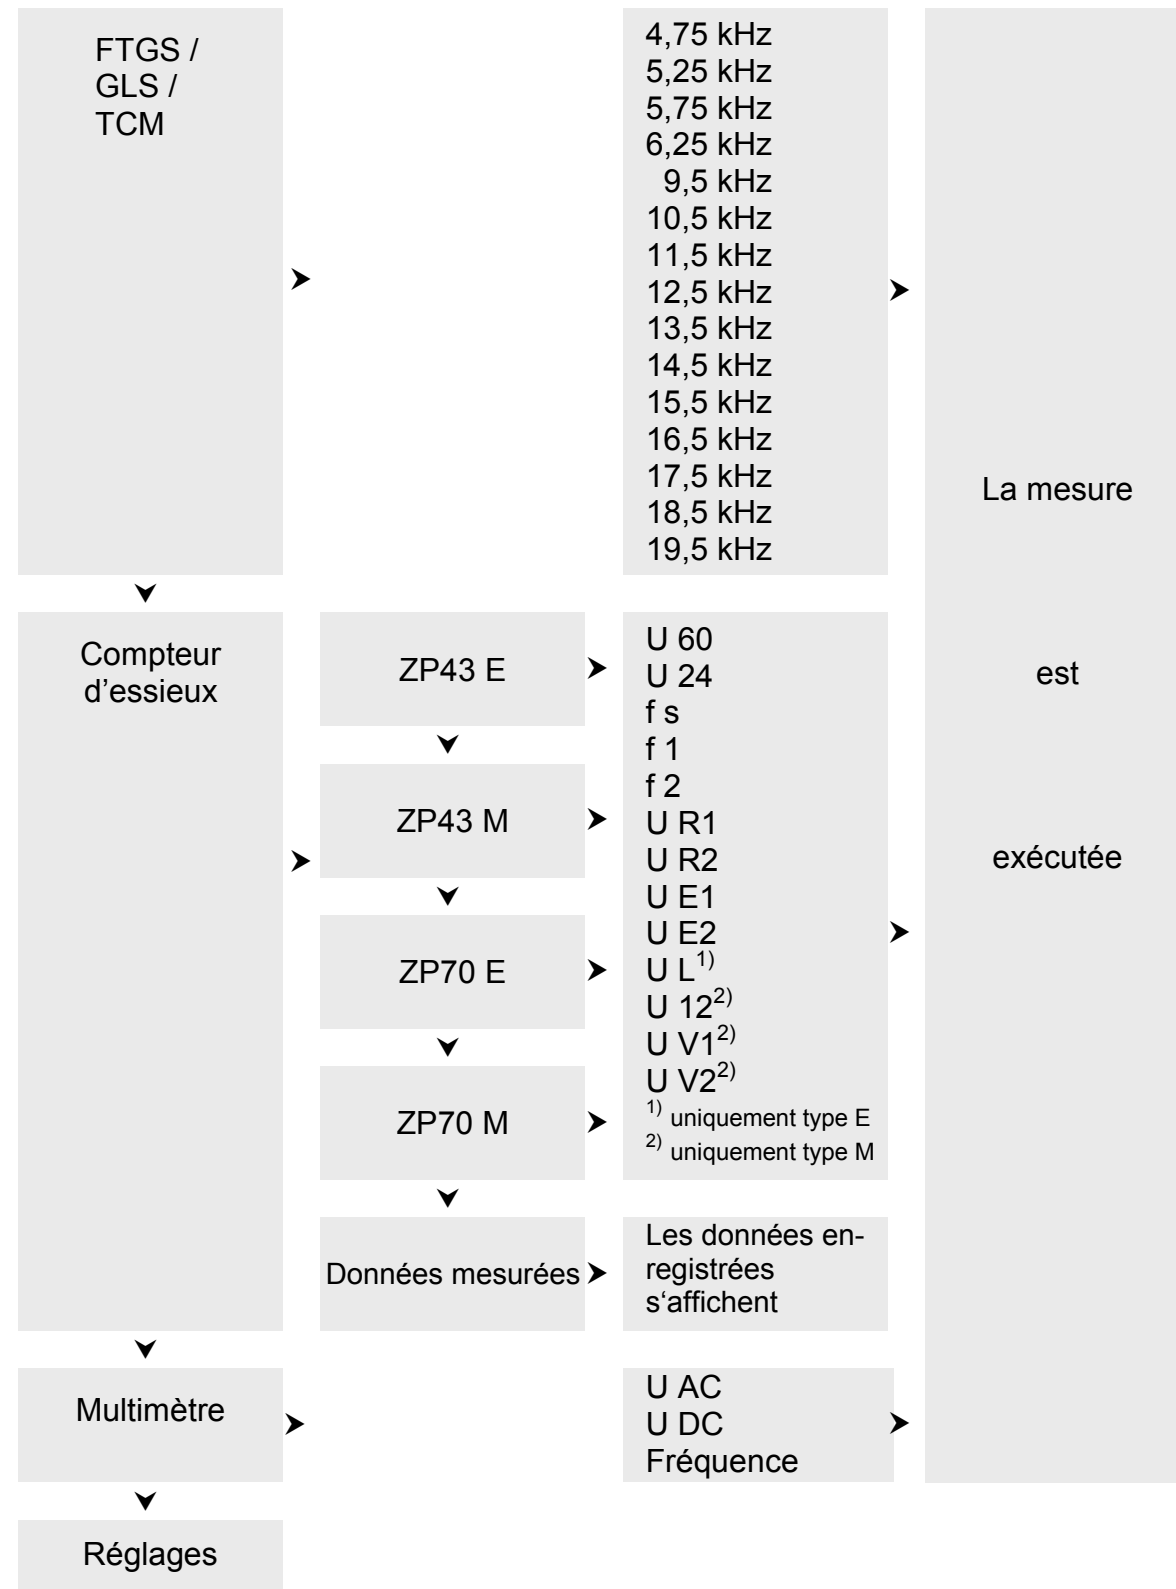 FTGS /
GLS /
TCM
4,75 kHz
5,25 kHz
5,75 kHz
6,25 kHz
9,5 kHz
10,5 kHz
11,5 kHz
12,5 kHz
13,5 kHz
14,5 kHz
15,5 kHz
16,5 kHz
17,5 kHz
18,5 kHz
19,5 kHz
La mesure
est
exécutée
Compteur
d’essieux
ZP43 E
ZP43 M
ZP70 E
ZP70 M
U 60
U 24
f s
f 1
f 2
U R1
U R2
U E1
U E2
U L1)
U 122)
U V12)
U V22)
1) uniquement type E
2) uniquement type M
Données mesurées
Les données en-
registrées
s‘affichent
Multimètre
U AC
U DC
Fréquence
Réglages